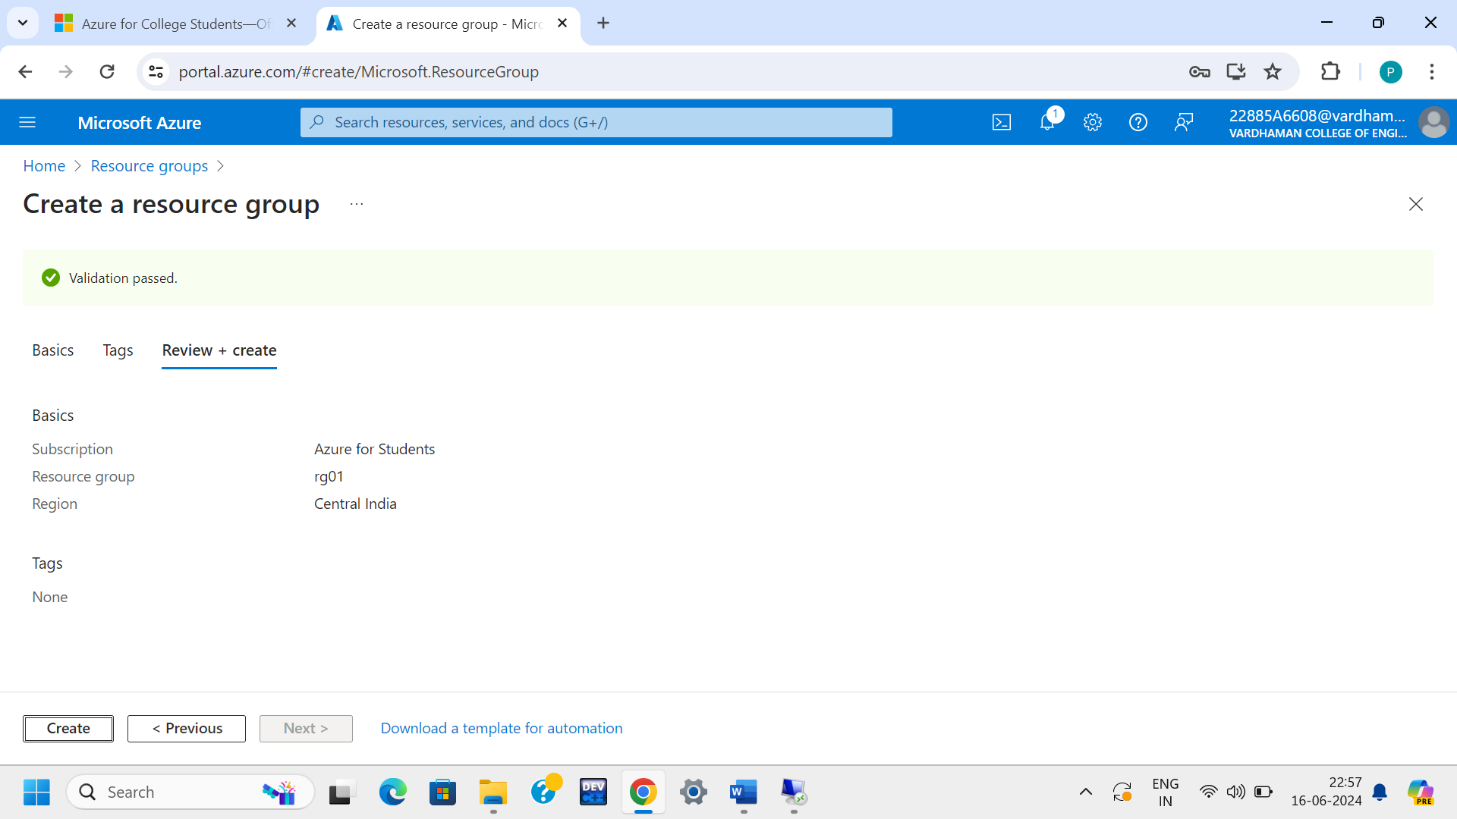 Azure for College Students—Of
Create a resource group - Micro
portal.azure.com/#create/Microsoft.ResourceGroup
P
Microsoft Azure
Search resources, services, and docs (G+/)
1
22885A6608@vardham...
VARDHAMAN COLLEGE OF ENGI...
Home > Resource groups >
Create a resource group ...
Validation passed.
Basics Tags Review + create
Basics
Subscription Azure for Students
Resource group rg01
Region Central India
Tags
None
Create < Previous Next > Download a template for automation
Search
DEV
ENG
IN
22:57
16-06-2024
PRE